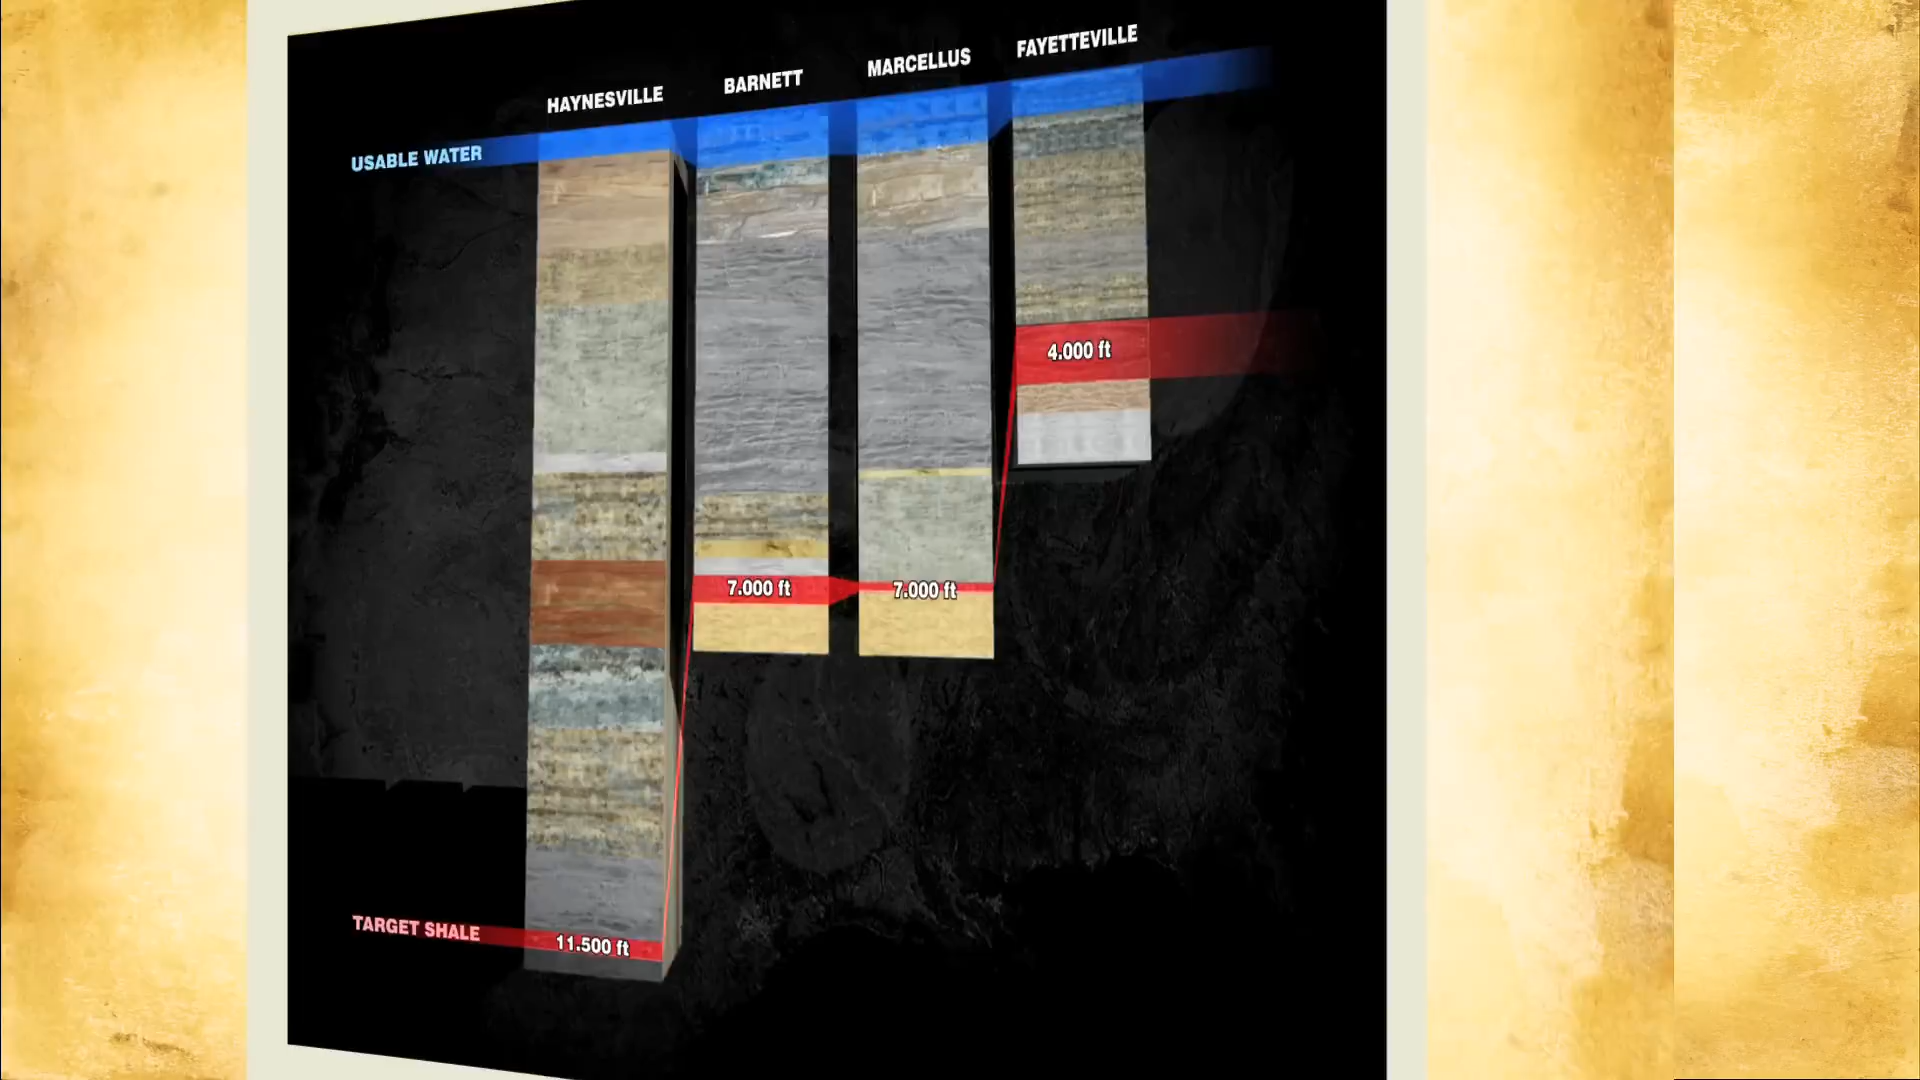 HAYNESVILLE
BARNETT
MARCELLUS
FAYETTEVILLE
USABLE WATER
4.000 ft
7.000 ft
7.000 ft
TARGET SHALE
11.500 ft